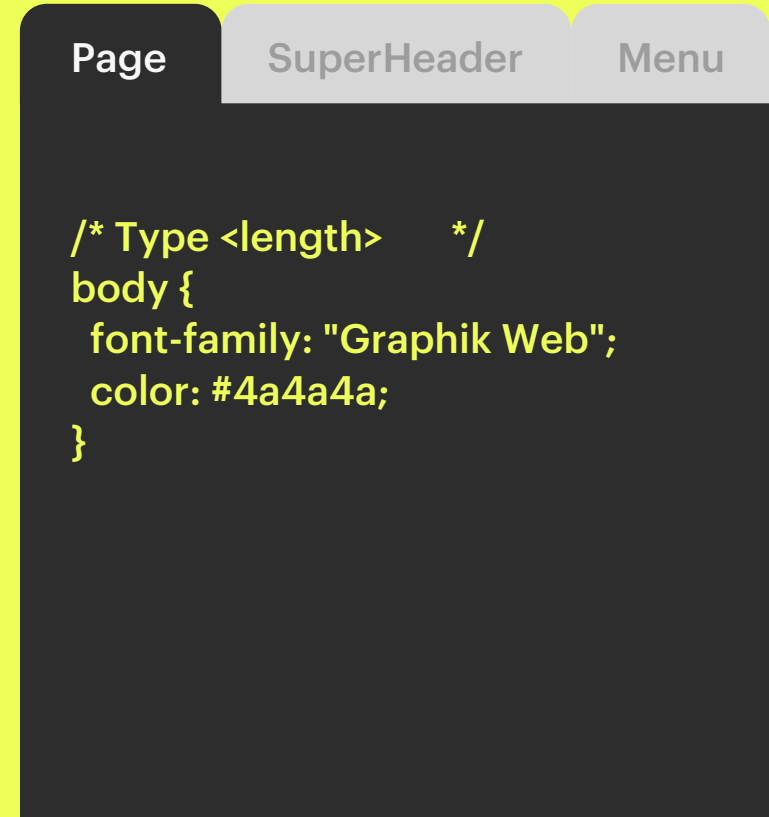 Page SuperHeader Menu
/* Type <length> */
body {
font-family: "Graphik Web";
color: #4a4a4a;
}